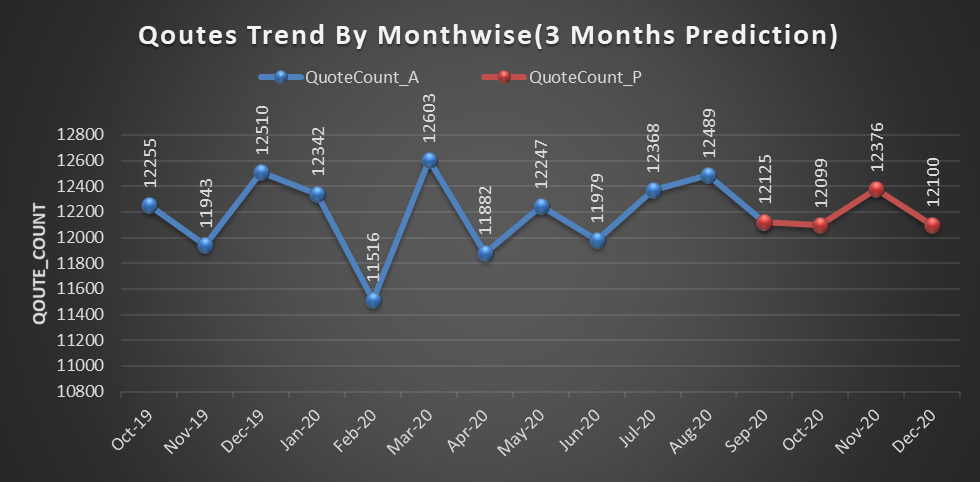 Qoutes Trend By Monthwise(3 Months Prediction)
QuoteCount_A
QuoteCount_P
QOUTE_COUNT
12800
12600
12400
12200
12000
11800
11600
11400
11200
11000
10800
12255
11943
12510
12342
11516
12603
11882
12247
11979
12368
12489
12125
12099
12376
12100
Oct-19
Nov-19
Dec-19
Jan-20
Feb-20
Mar-20
Apr-20
May-20
Jun-20
Jul-20
Aug-20
Sep-20
Oct-20
Nov-20
Dec-20